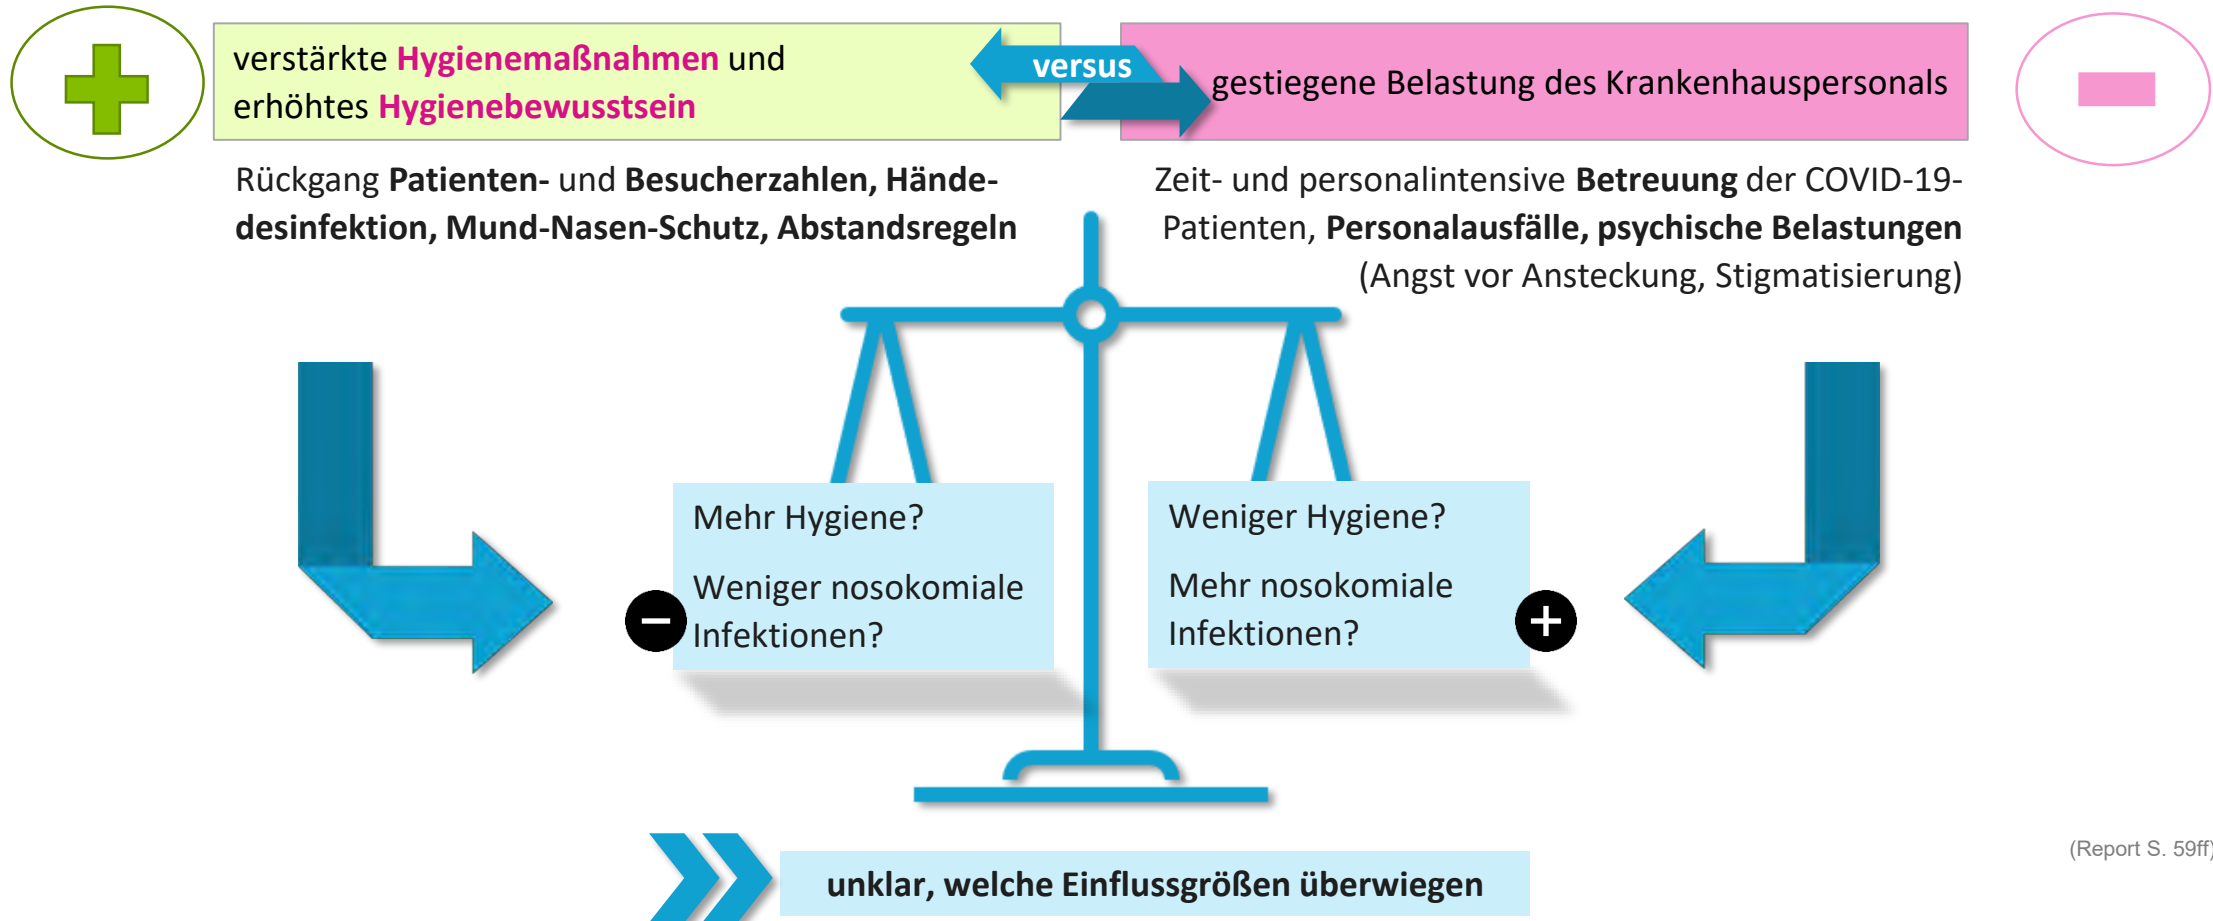 verstärkte Hygienemaßnahmen und
erhöhtes Hygienebewusstsein
versus
gestiegene Belastung des Krankenhauspersonals
Rückgang Patienten- und Besucherzahlen, Hände-
desinfektion, Mund-Nasen-Schutz, Abstandsregeln
Zeit- und personalintensive Betreuung der COVID-19-
Patienten, Personalausfälle, psychische Belastungen
(Angst vor Ansteckung, Stigmatisierung)
Mehr Hygiene?
Weniger nosokomiale
Infektionen?
Weniger Hygiene?
Mehr nosokomiale
Infektionen?
unklar, welche Einflussgrößen überwiegen
(Report S. 59ff)